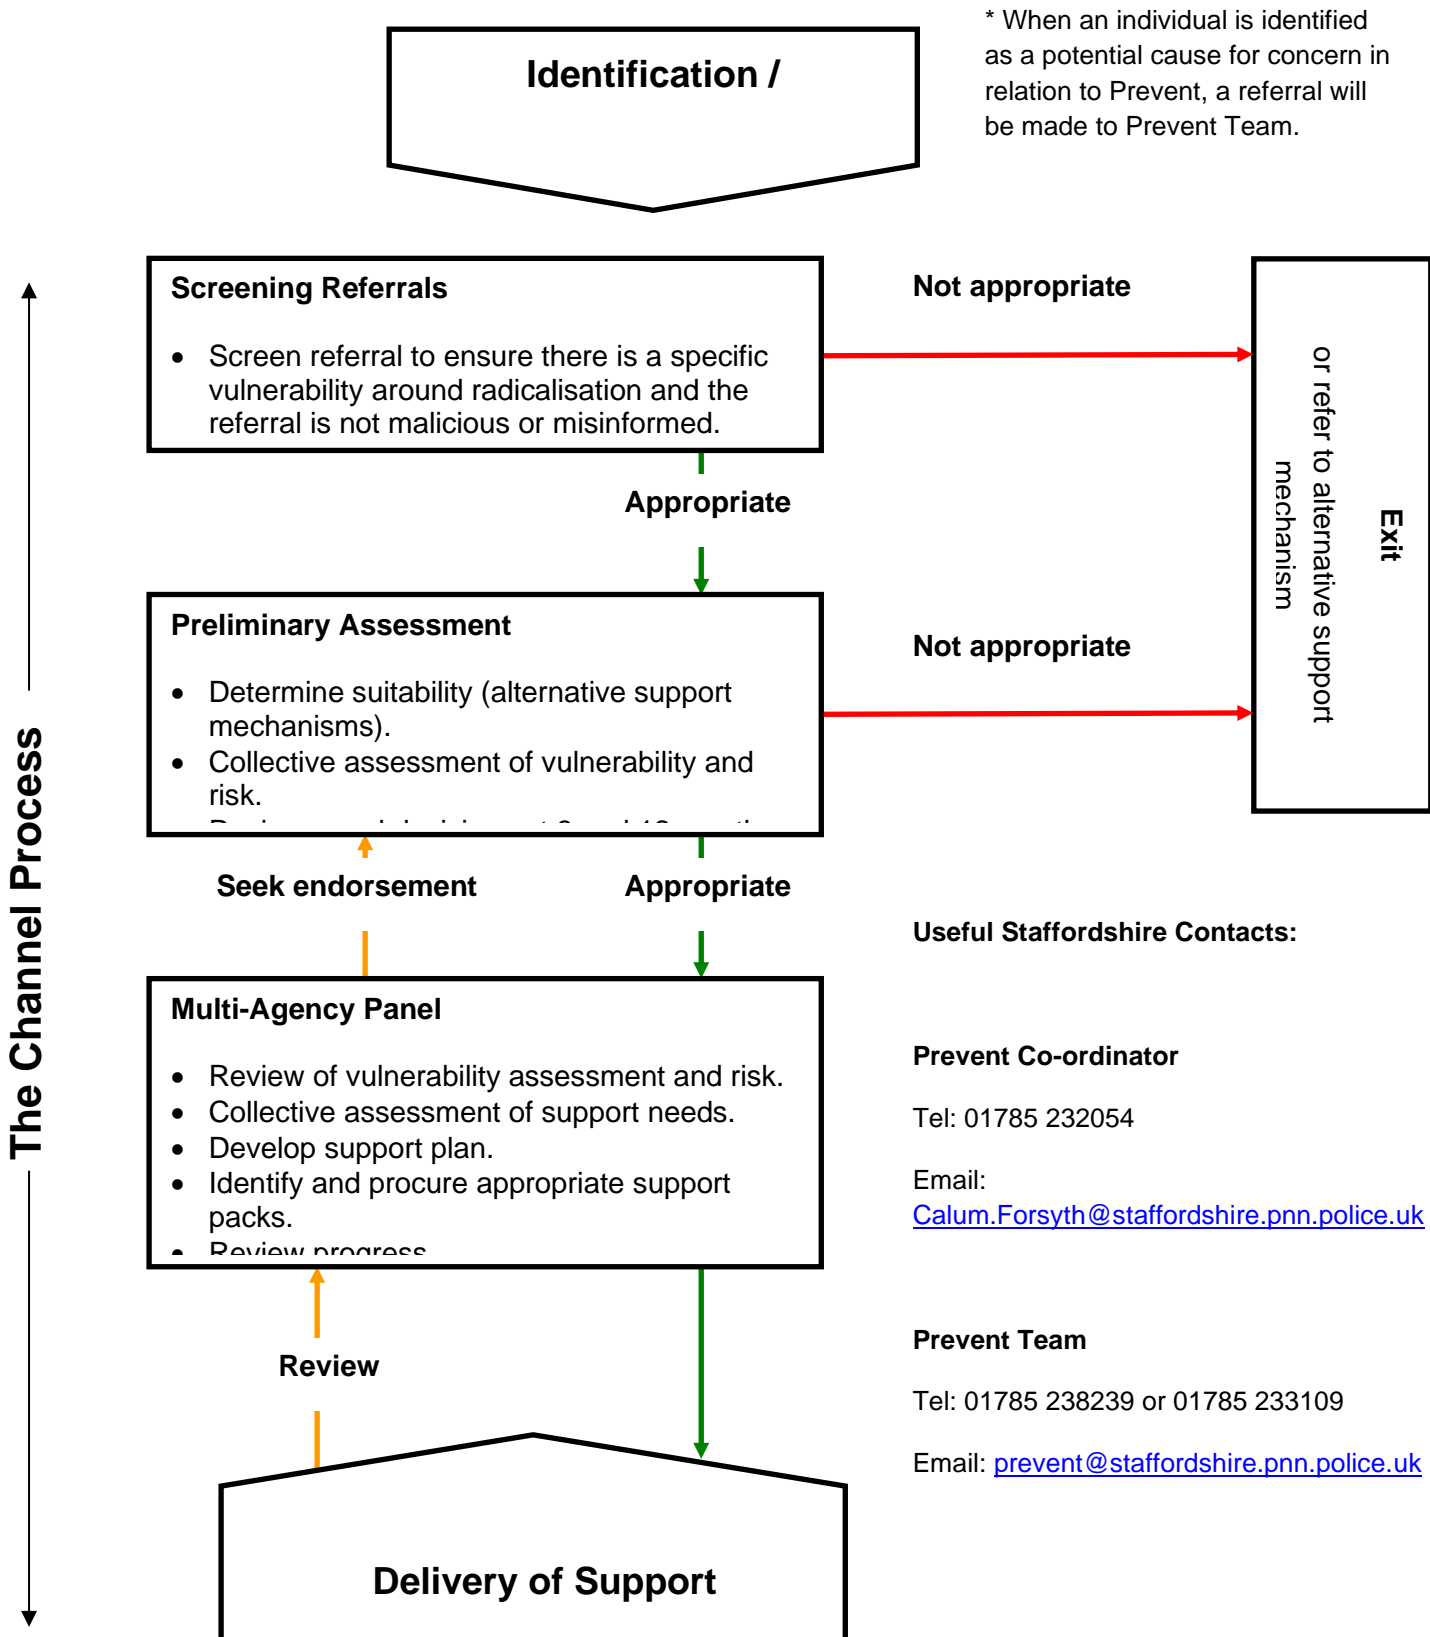 * When an individual is identified
as a potential cause for concern in
relation to Prevent, a referral will
be made to Prevent Team.
Identification /
The Channel Process
Screening Referrals
• Screen referral to ensure there is a specific
vulnerability around radicalisation and the
referral is not malicious or misinformed.
Not appropriate
Exit
or refer to alternative support
mechanism
Appropriate
Preliminary Assessment
• Determine suitability (alternative support
mechanisms).
• Collective assessment of vulnerability and
risk.
Not appropriate
Seek endorsement
Appropriate
Multi-Agency Panel
• Review of vulnerability assessment and risk.
• Collective assessment of support needs.
• Develop support plan.
• Identify and procure appropriate support
packs.
• Review progress
Review
Delivery of Support
Useful Staffordshire Contacts:
Prevent Co-ordinator
Tel: 01785 232054
Email:
Calum.Forsyth@staffordshire.pnn.police.uk
Prevent Team
Tel: 01785 238239 or 01785 233109
Email: prevent@staffordshire.pnn.police.uk